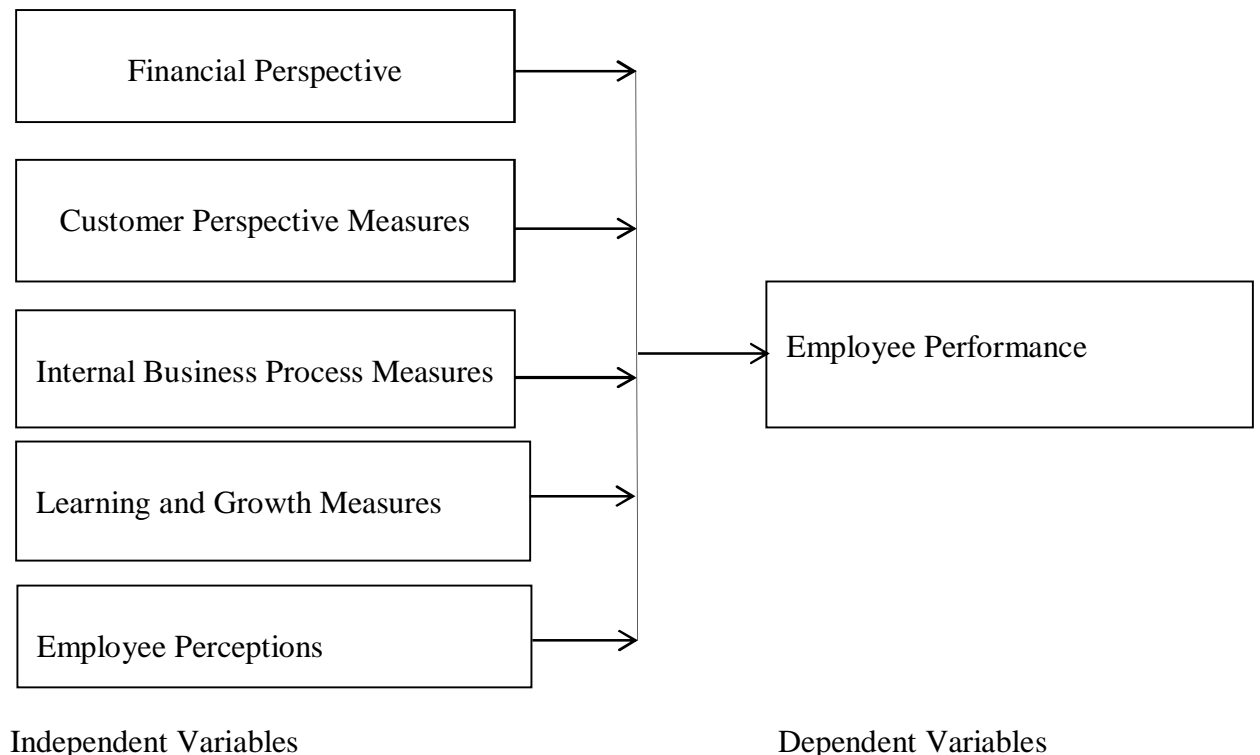 Financial Perspective
Customer Perspective Measures
Internal Business Process Measures
Learning and Growth Measures
Employee Perceptions
Employee Performance
Independent Variables
Dependent Variables